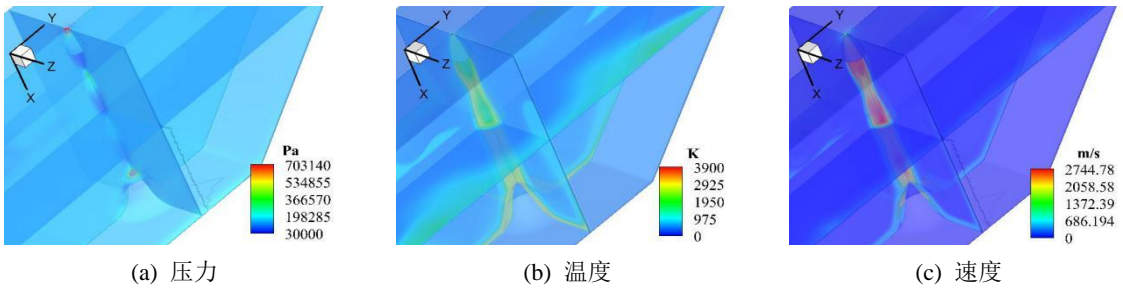 Y
Z
X
Pa
703140
534855
366570
198285
30000
(a) 压力
Y
Z
X
K
3900
2925
1950
975
0
(b) 温度
Y
Z
X
m/s
2744.78
2058.58
1372.39
686.194
0
(c) 速度